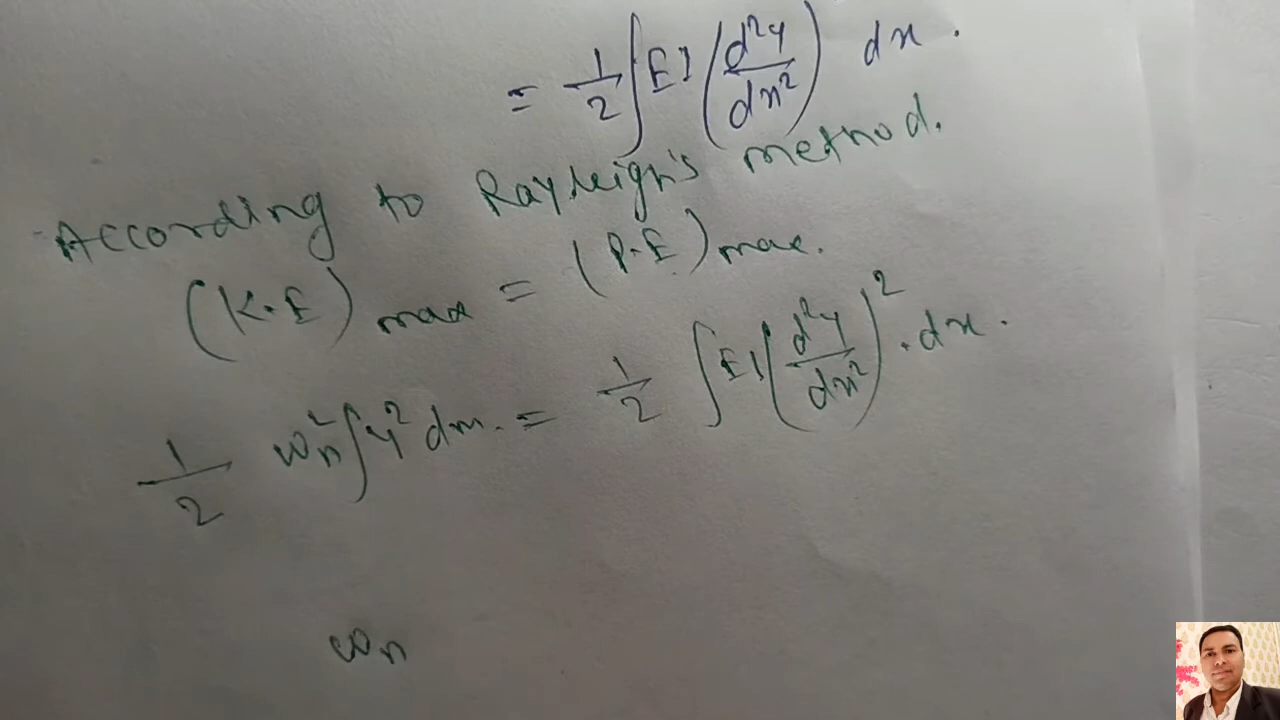 = 1/2 ∫ EI (d²y/dx²) dx.
According to Rayleigh's method.
(K.E)max = (P.E)max.
1/2 ωn² ∫ y² dm. = 1/2 ∫ EI (d²y/dx²)² . dx.
ωn